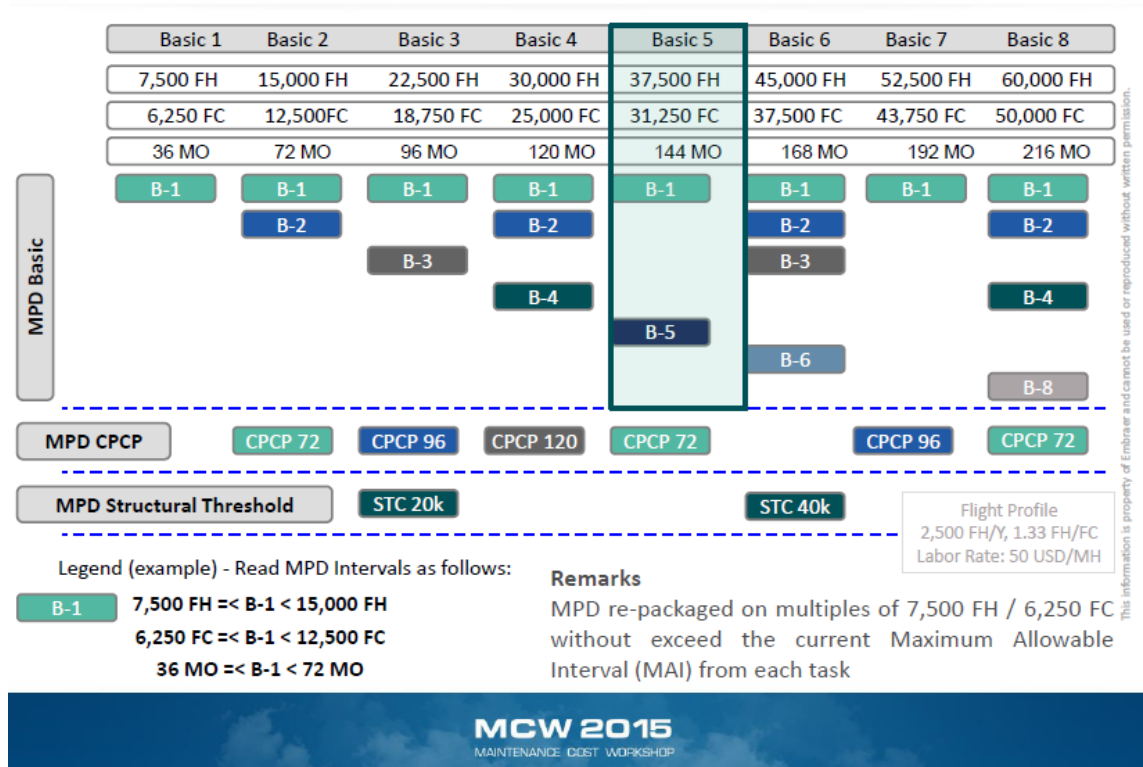 Basic 1 Basic 2 Basic 3 Basic 4 Basic 5 Basic 6 Basic 7 Basic 8
7,500 FH 15,000 FH 22,500 FH 30,000 FH 37,500 FH 45,000 FH 52,500 FH 60,000 FH
6,250 FC 12,500FC 18,750 FC 25,000 FC 31,250 FC 37,500 FC 43,750 FC 50,000 FC
36 MO 72 MO 96 MO 120 MO 144 MO 168 MO 192 MO 216 MO
MPD Basic
B-1 B-1 B-1 B-1 B-1 B-1 B-1 B-1
B-2 B-2 B-2 B-2
B-3 B-3
B-4 B-4
B-5
B-6
B-8
MPD CPCP CPCP 72 CPCP 96 CPCP 120 CPCP 72 CPCP 96 CPCP 72
MPD Structural Threshold STC 20k STC 40k
Flight Profile
2,500 FH/Y, 1.33 FH/FC
Labor Rate: 50 USD/MH
This information is property of Embraer and cannot be used or reproduced without written permission.
Legend (example) - Read MPD Intervals as follows:
B-1 7,500 FH =< B-1 < 15,000 FH
6,250 FC =< B-1 < 12,500 FC
36 MO =< B-1 < 72 MO
Remarks
MPD re-packaged on multiples of 7,500 FH / 6,250 FC
without exceed the current Maximum Allowable
Interval (MAI) from each task
MCW 2015
MAINTENANCE COST WORKSHOP